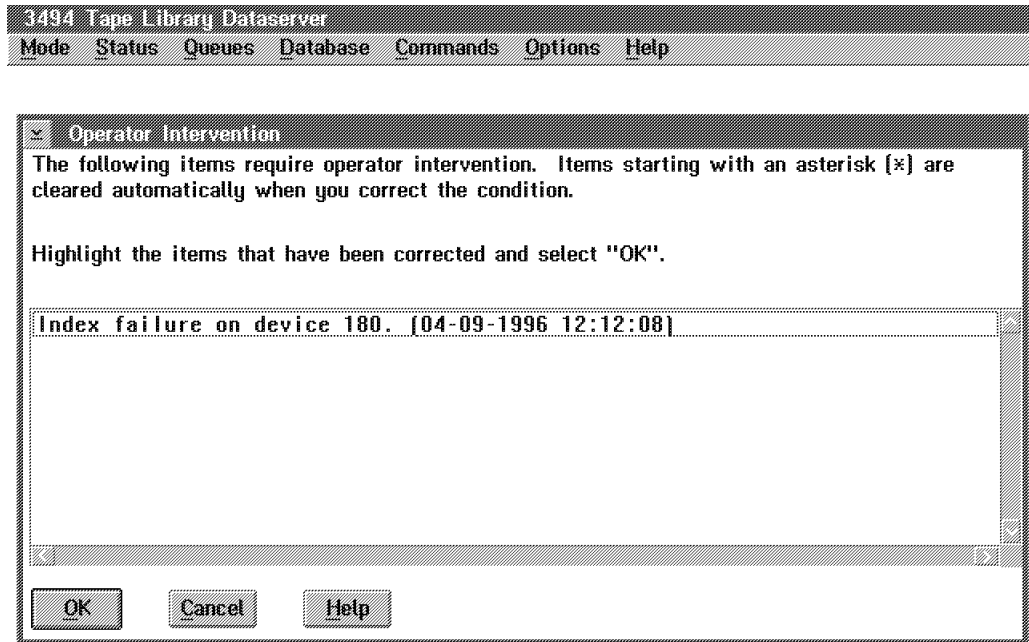 3494 Tape Library Dataserver
Mode Status Queues Database Commands Options Help
Operator Intervention
The following items require operator intervention. Items starting with an asterisk (*) are
cleared automatically when you correct the condition.
Highlight the items that have been corrected and select "OK".
Index failure on device 180. (04-09-1996 12:12:08)
OK Cancel Help